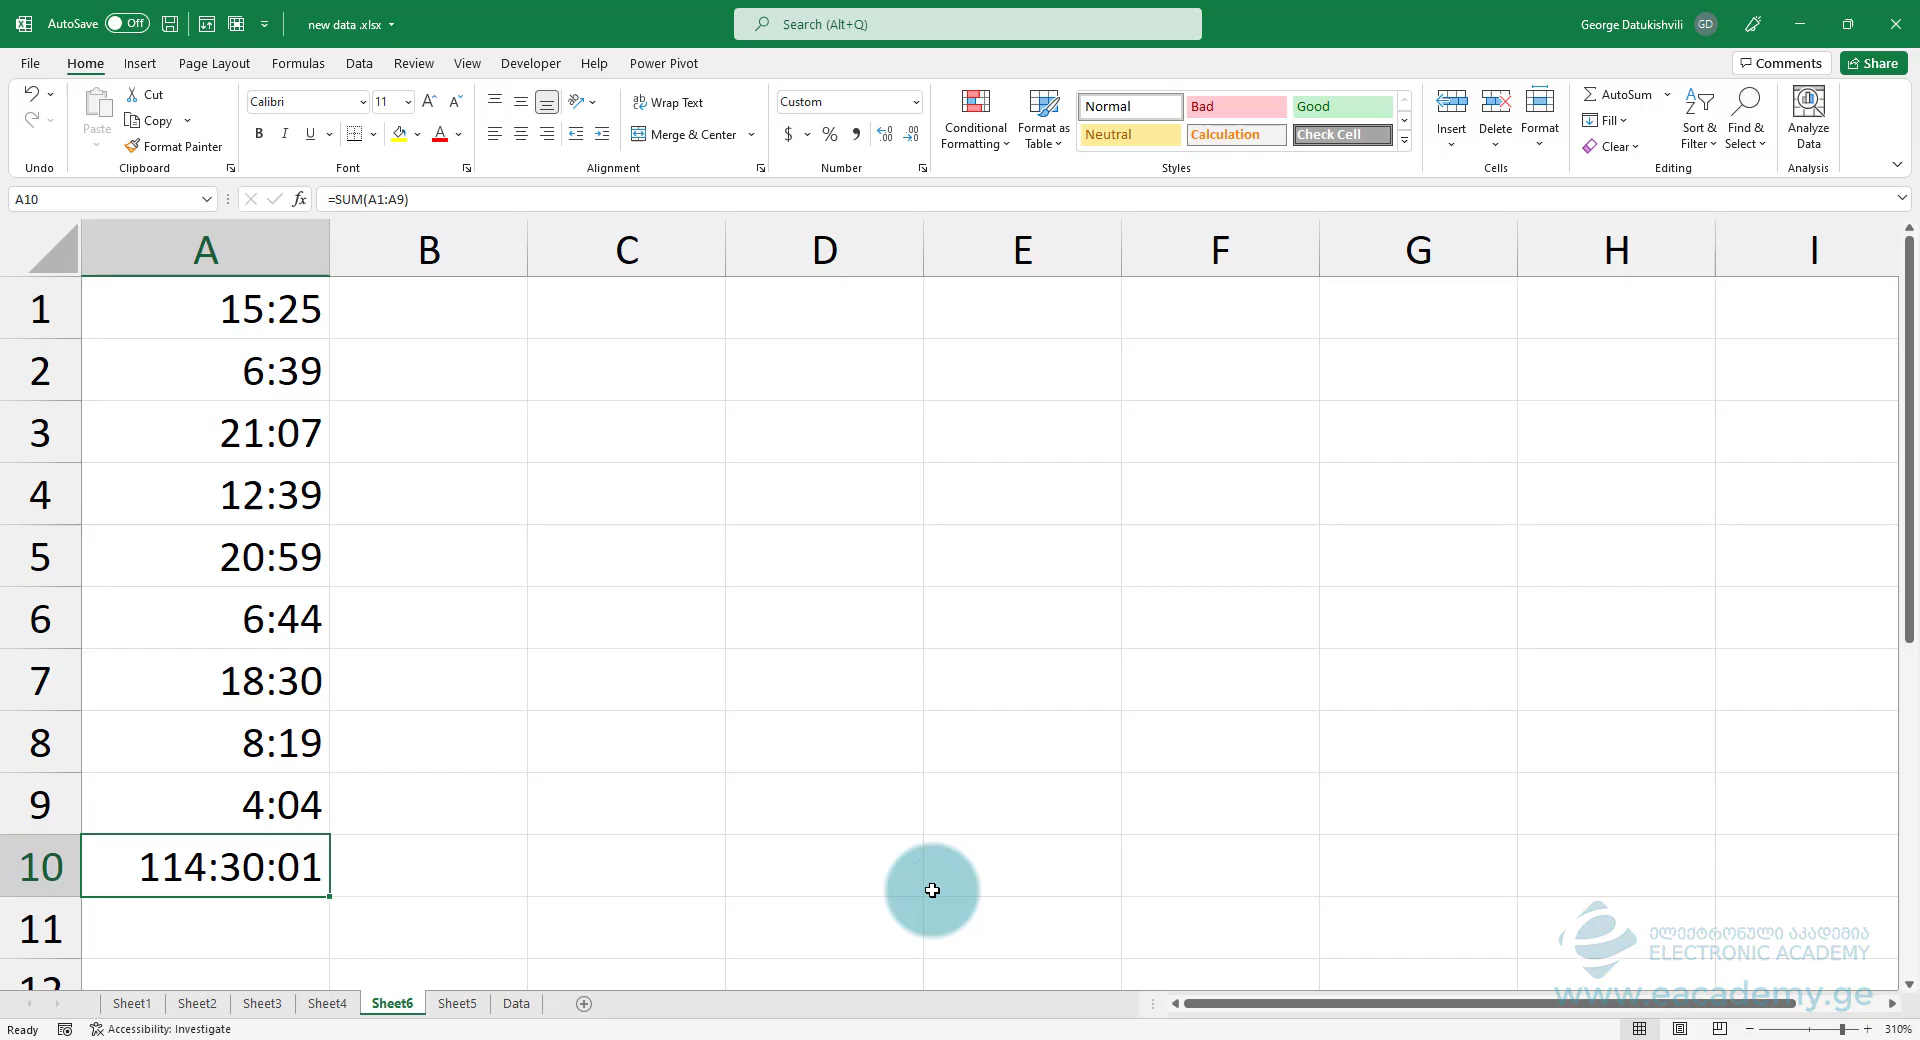 AutoSave Off new data .xlsx Search (Alt+Q) George Datukishvili GD
File Home Insert Page Layout Formulas Data Review View Developer Help Power Pivot Comments Share
Paste Cut Calibri 11 Wrap Text Custom Conditional Formatting Format as Table Normal Bad Good Insert Delete Format AutoSum Sort & Filter Find & Select Analyze Data
Copy B I U A Merge & Center $ % Neutral Calculation Check Cell Fill
Format Painter Clear
Undo Clipboard Font Alignment Number Styles Cells Editing Analysis
A10 fx =SUM(A1:A9)
A B C D E F G H I
1 15:25
2 6:39
3 21:07
4 12:39
5 20:59
6 6:44
7 18:30
8 8:19
9 4:04
10 114:30:01
11
12
ელექტრონული აკადემია
ELECTRONIC ACADEMY
www.eacademy.ge
Sheet1 Sheet2 Sheet3 Sheet4 Sheet6 Sheet5 Data
Ready Accessibility: Investigate 310%